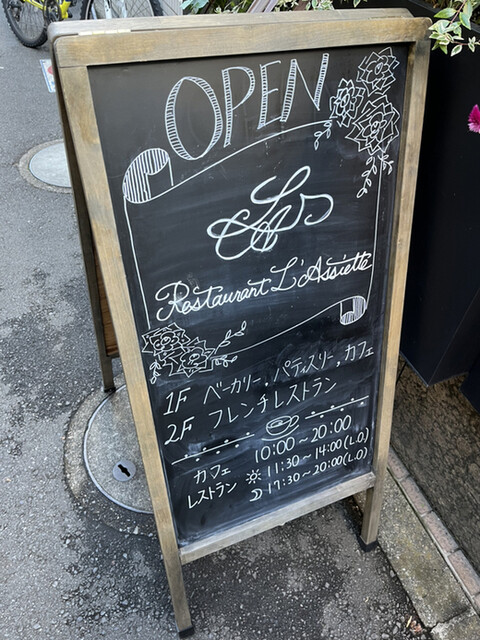 OPEN
Restaurant L'Assiette
1F ベーカリー, パティスリー, カフェ
2F フレンチレストラン
カフェ 10:00~20:00
レストラン 11:30~14:00(L.O)
17:30~20:00(L.O)